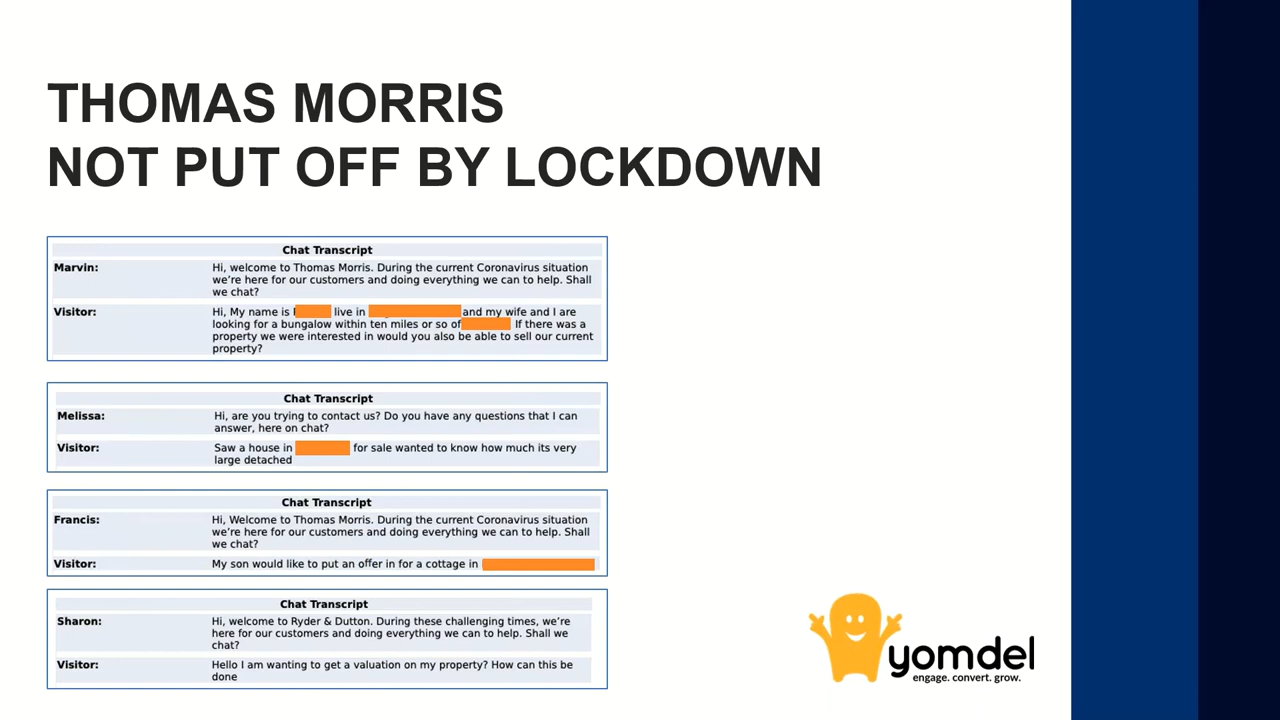 THOMAS MORRIS
NOT PUT OFF BY LOCKDOWN
Chat Transcript
Marvin: Hi, welcome to Thomas Morris. During the current Coronavirus situation
we're here for our customers and doing everything we can to help. Shall
we chat?
Visitor: Hi, My name is live in and my wife and I are
looking for a bungalow within ten miles or so of If there was a
property we were interested in would you also be able to sell our current
property?
Chat Transcript
Melissa: Hi, are you trying to contact us? Do you have any questions that I can
answer, here on chat?
Visitor: Saw a house in for sale wanted to know how much its very
large detached
Chat Transcript
Francis: Hi, Welcome to Thomas Morris. During the current Coronavirus situation
we're here for our customers and doing everything we can to help. Shall
we chat?
Visitor: My son would like to put an offer in for a cottage in
Chat Transcript
Sharon: Hi, welcome to Ryder & Dutton. During these challenging times, we're
here for our customers and doing everything we can to help. Shall we
chat?
Visitor: Hello I am wanting to get a valuation on my property? How can this be
done
yomdel
engage. convert. grow.